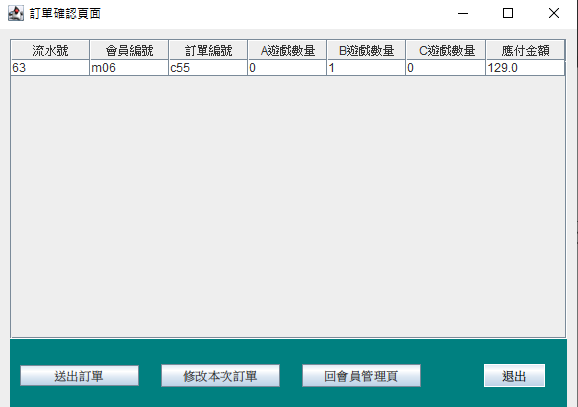 訂單確認頁面
流水號 會員編號 訂單編號 A遊戲數量 B遊戲數量 C遊戲數量 應付金額
63 m06 c55 0 1 0 129.0
送出訂單 修改本次訂單 回會員管理頁 退出